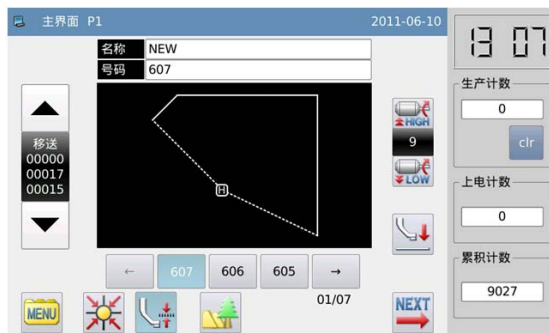 主界面 P1
2011-06-10
13 07
名称 NEW
号码 607
移送
00000
00017
00015
H
HIGH
9
LOW
← 607 606 605 →
01/07
MENU
NEXT
生产计数
0
clr
上电计数
0
累积计数
9027